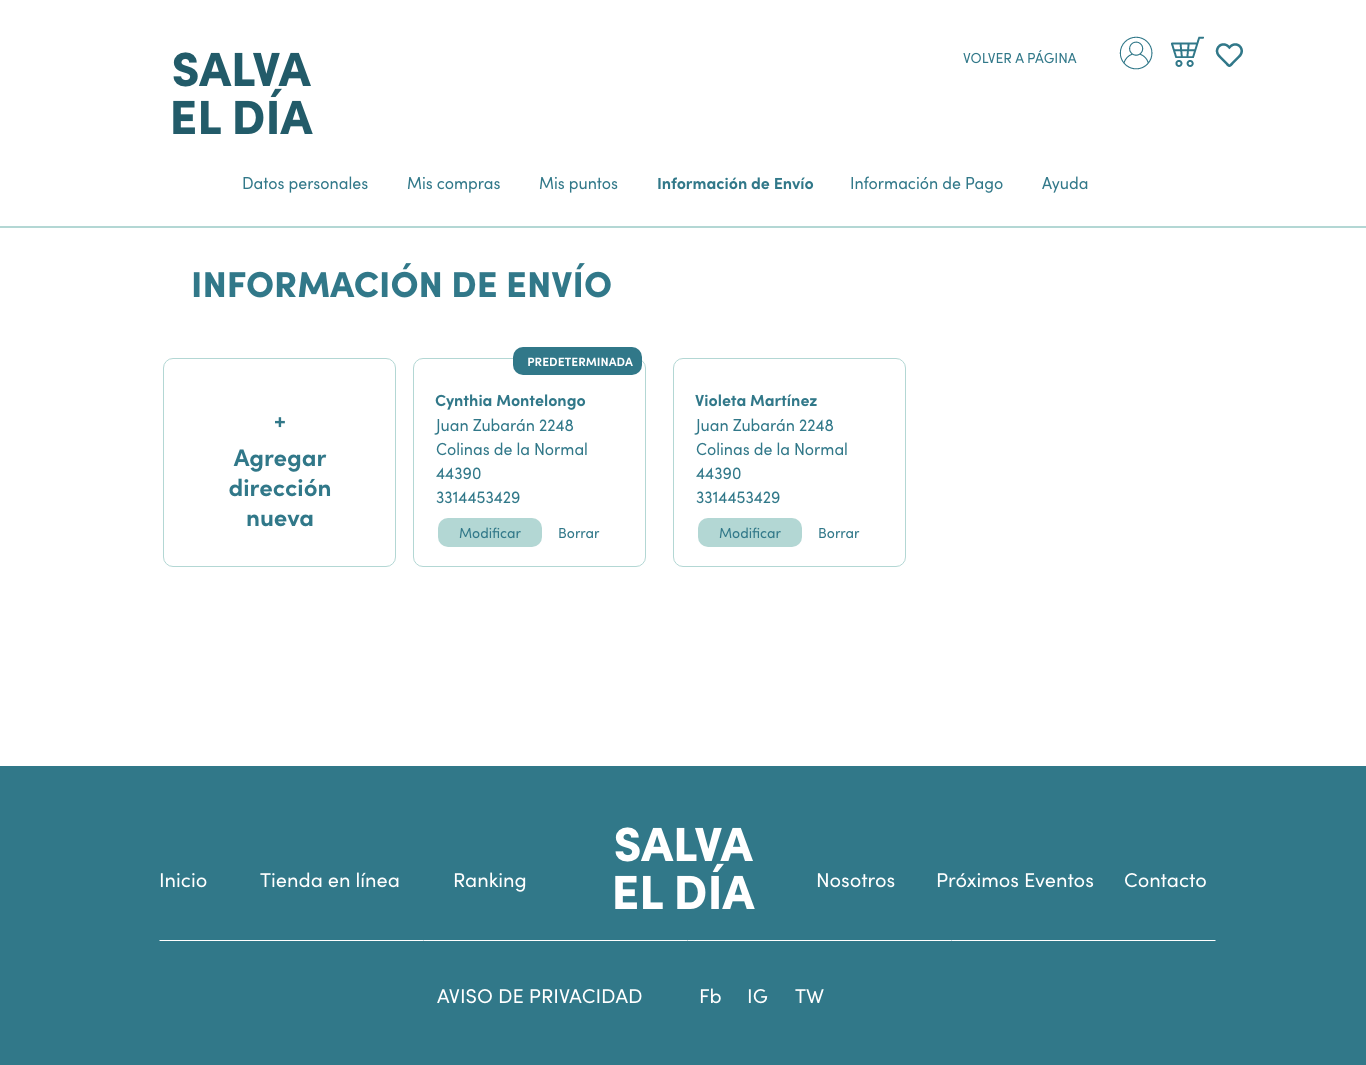 SALVA
EL DÍA
VOLVER A PÁGINA
Datos personales
Mis compras
Mis puntos
Información de Envío
Información de Pago
Ayuda
INFORMACIÓN DE ENVÍO
+
Agregar
dirección
nueva
PREDETERMINADA
Cynthia Montelongo
Juan Zubarán 2248
Colinas de la Normal
44390
3314453429
Modificar
Borrar
Violeta Martínez
Juan Zubarán 2248
Colinas de la Normal
44390
3314453429
Modificar
Borrar
Inicio
Tienda en línea
Ranking
SALVA
EL DÍA
Nosotros
Próximos Eventos
Contacto
AVISO DE PRIVACIDAD
Fb
IG
TW